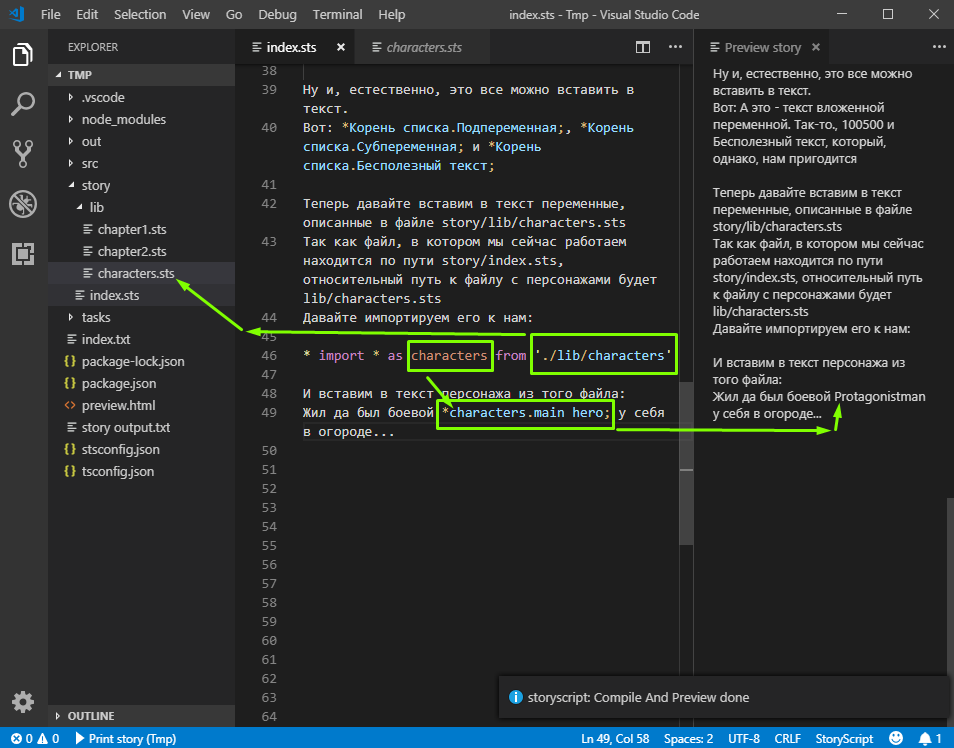 File Edit Selection View Go Debug Terminal Help
index.sts - Tmp - Visual Studio Code
EXPLORER
TMP
.vscode
node_modules
out
src
story
lib
chapter1.sts
chapter2.sts
characters.sts
index.sts
tasks
index.txt
package-lock.json
package.json
preview.html
story output.txt
stsconfig.json
tsconfig.json
OUTLINE
index.sts
characters.sts
38
39 Ну и, естественно, это все можно вставить в
текст.
40 Вот: *Корень списка.Подпеременная;, *Корень
списка.Субпеременная; и *Корень
списка.Бесполезный текст;
41
42 Теперь давайте вставим в текст переменные,
описанные в файле story/lib/characters.sts
43 Так как файл, в котором мы сейчас работаем
находится по пути story/index.sts,
относительный путь к файлу с персонажами будет
lib/characters.sts
44 Давайте импортируем его к нам:
45
46 * import * as characters from './lib/characters'
47
48 И вставим в текст персонажа из того файла:
49 Жил да был боевой *characters.main hero; у себя
в огороде...
50
51
52
53
54
55
56
57
58
59
60
61
62
63
64
Preview story
Ну и, естественно, это все можно
вставить в текст.
Вот: А это - текст вложенной
переменной. Так-то., 100500 и
Бесполезный текст, который,
однако, нам пригодится
Теперь давайте вставим в текст
переменные, описанные в файле
story/lib/characters.sts
Так как файл, в котором мы сейчас
работаем находится по пути
story/index.sts, относительный путь
к файлу с персонажами будет
lib/characters.sts
Давайте импортируем его к нам:
И вставим в текст персонажа из
того файла:
Жил да был боевой Protagonistman
у себя в огороде...
storyscript: Compile And Preview done
0 0 Print story (Tmp)
Ln 49, Col 58 Spaces: 2 UTF-8 CRLF StoryScript 1